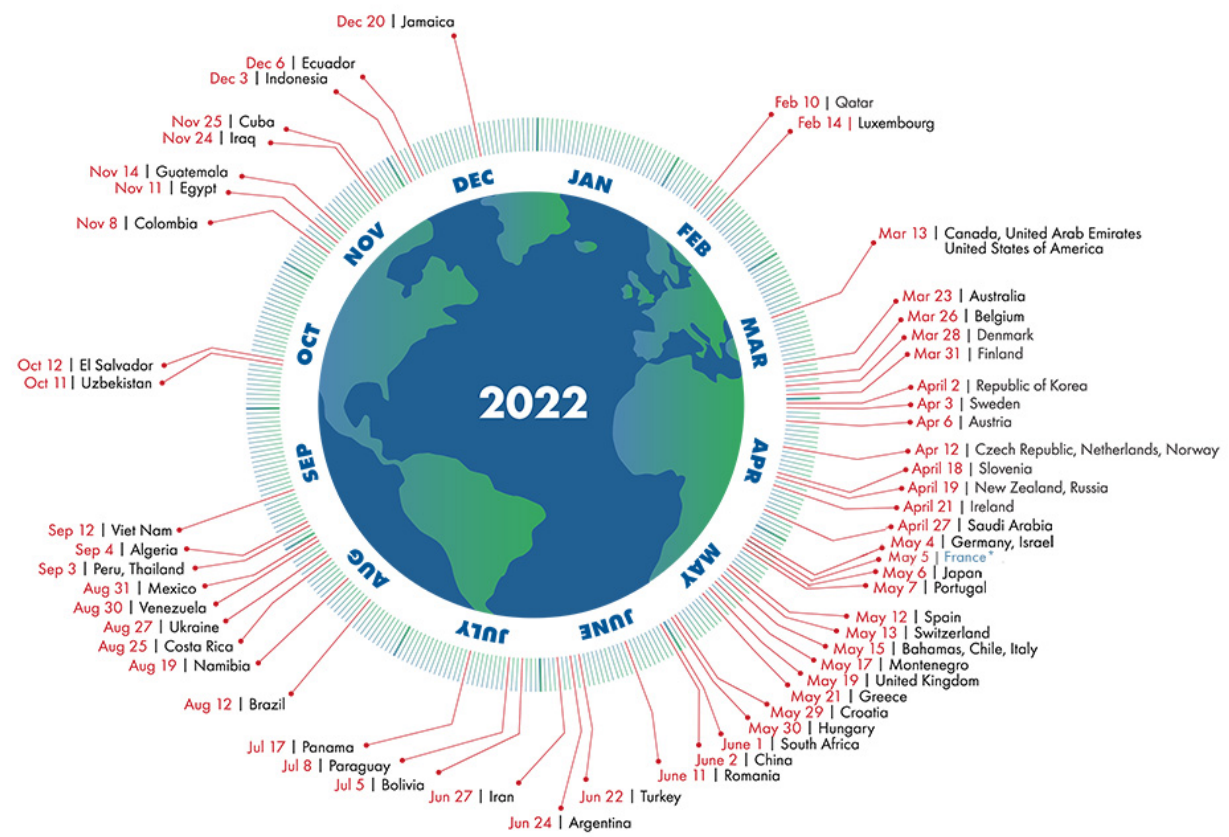 Dec 20 | Jamaica
Dec 6 | Ecuador
Dec 3 | Indonesia
Nov 25 | Cuba
Nov 24 | Iraq
Nov 14 | Guatemala
Nov 11 | Egypt
Nov 8 | Colombia
Oct 12 | El Salvador
Oct 11 | Uzbekistan
Sep 12 | Viet Nam
Sep 4 | Algeria
Sep 3 | Peru, Thailand
Aug 31 | Mexico
Aug 30 | Venezuela
Aug 27 | Ukraine
Aug 25 | Costa Rica
Aug 19 | Namibia
Aug 12 | Brazil
Jul 17 | Panama
Jul 8 | Paraguay
Jul 5 | Bolivia
Jun 27 | Iran
Jun 24 | Argentina
Jun 22 | Turkey
Feb 10 | Qatar
Feb 14 | Luxembourg
Mar 13 | Canada, United Arab Emirates
United States of America
Mar 23 | Australia
Mar 26 | Belgium
Mar 28 | Denmark
Mar 31 | Finland
April 2 | Republic of Korea
Apr 3 | Sweden
Apr 6 | Austria
Apr 12 | Czech Republic, Netherlands, Norway
April 18 | Slovenia
April 19 | New Zealand, Russia
April 21 | Ireland
April 27 | Saudi Arabia
May 4 | Germany, Israel
May 5 | France*
May 6 | Japan
May 7 | Portugal
May 12 | Spain
May 13 | Switzerland
May 15 | Bahamas, Chile, Italy
May 17 | Montenegro
May 19 | United Kingdom
May 21 | Greece
May 29 | Croatia
May 30 | Hungary
June 1 | South Africa
June 2 | China
June 11 | Romania
JAN
FEB
MAR
APR
MAY
JUNE
JULY
AUG
SEP
OCT
NOV
DEC
2022